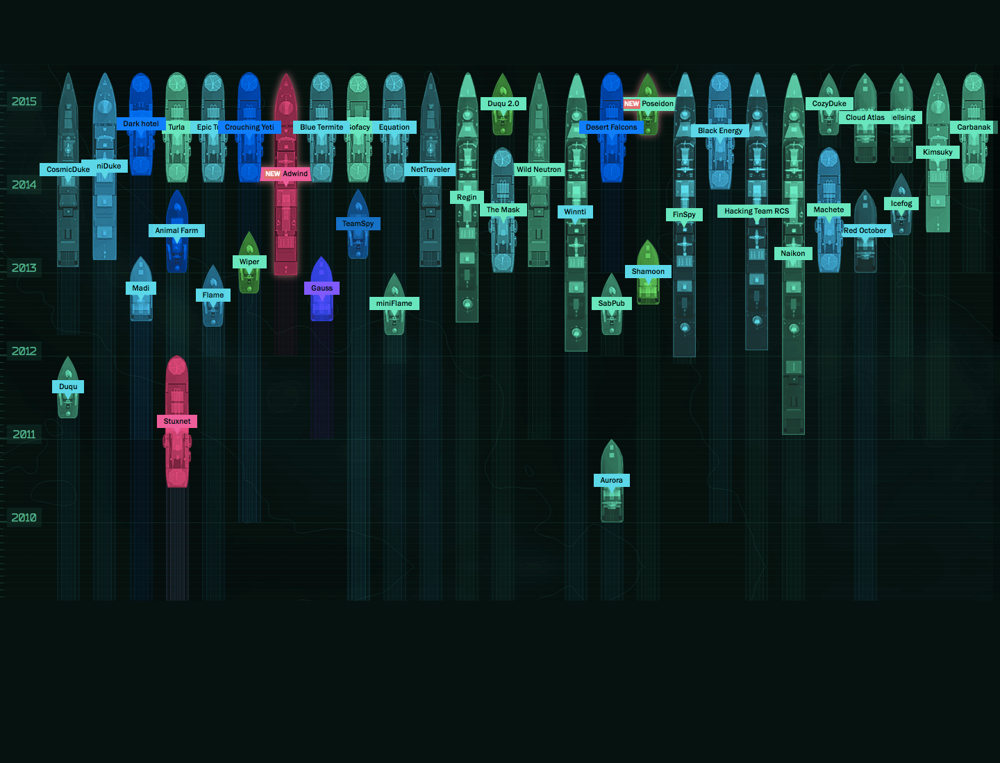 2015
Duqu 2.0
NEW Poseidon
CozyDuke
Cloud Atlas
Dark hotel
Turla
Epic
Crouching Yeti
Blue Termite
Equation
Desert Falcons
Black Energy
Carbanak
Kimsuky
CosmicDuke
NetTraveler
Wild Neutron
NEW Adwind
2014
Regin
The Mask
Winnti
FinSpy
Hacking Team RCS
Machete
Icefog
Animal Farm
TeamSpy
Red October
Naikon
2013
Wiper
Shamoon
Madi
Flame
Gauss
miniFlame
SabPub
2012
Duqu
Stuxnet
2011
Aurora
2010